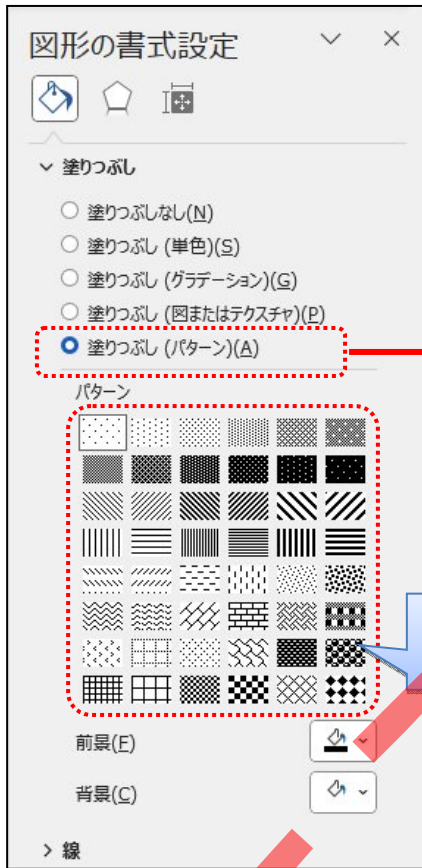 図形の書式設定
塗りつぶし
塗りつぶしなし(N)
塗りつぶし (単色)(S)
塗りつぶし (グラデーション)(G)
塗りつぶし (図またはテクスチャ)(P)
塗りつぶし (パターン)(A)
パターン
前景(F)
背景(C)
線